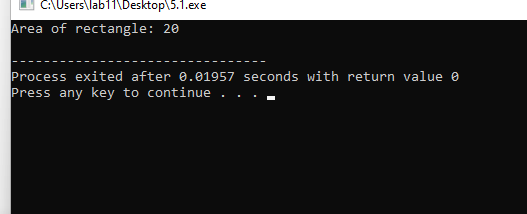 C:\Users\lab11\Desktop\5.1.exe
Area of rectangle: 20
--------------------------------
Process exited after 0.01957 seconds with return value 0
Press any key to continue . . .